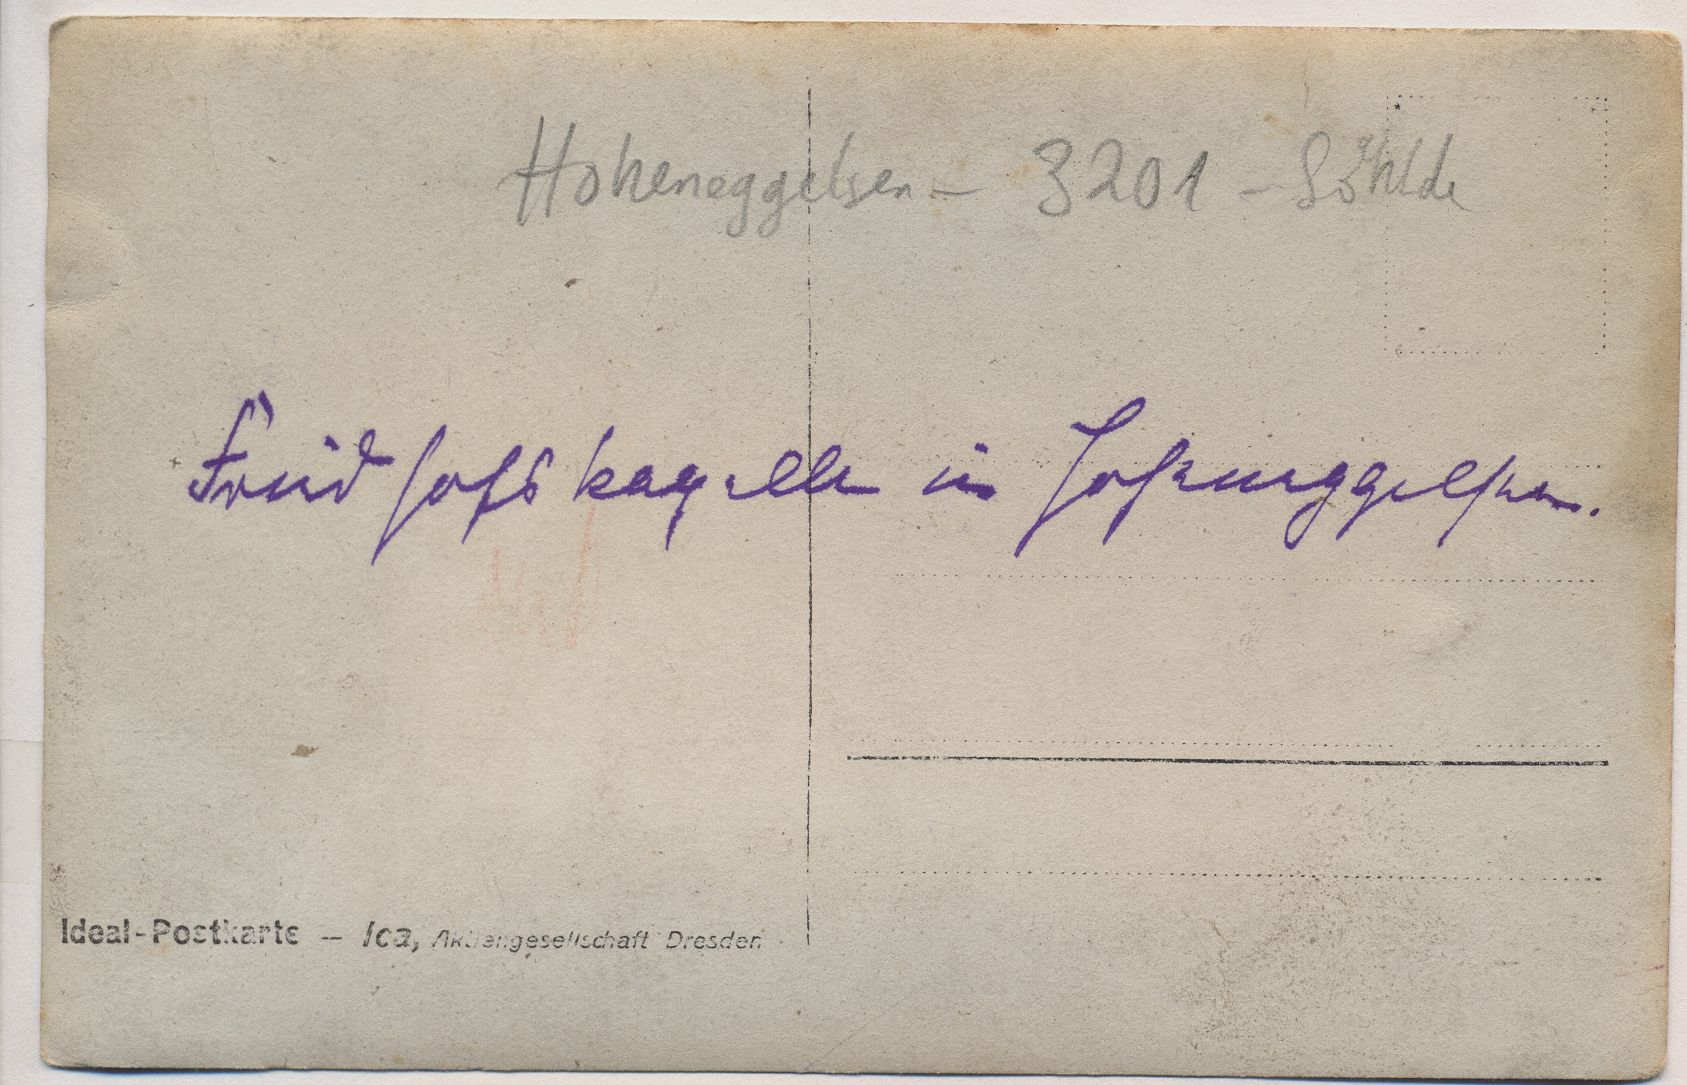 Hoheneggelsen - 3201 - Söhlde
Friedhofskapelle in Hoheneggelsen.
Ideal-Postkarte – Ica, Aktiengesellschaft Dresden